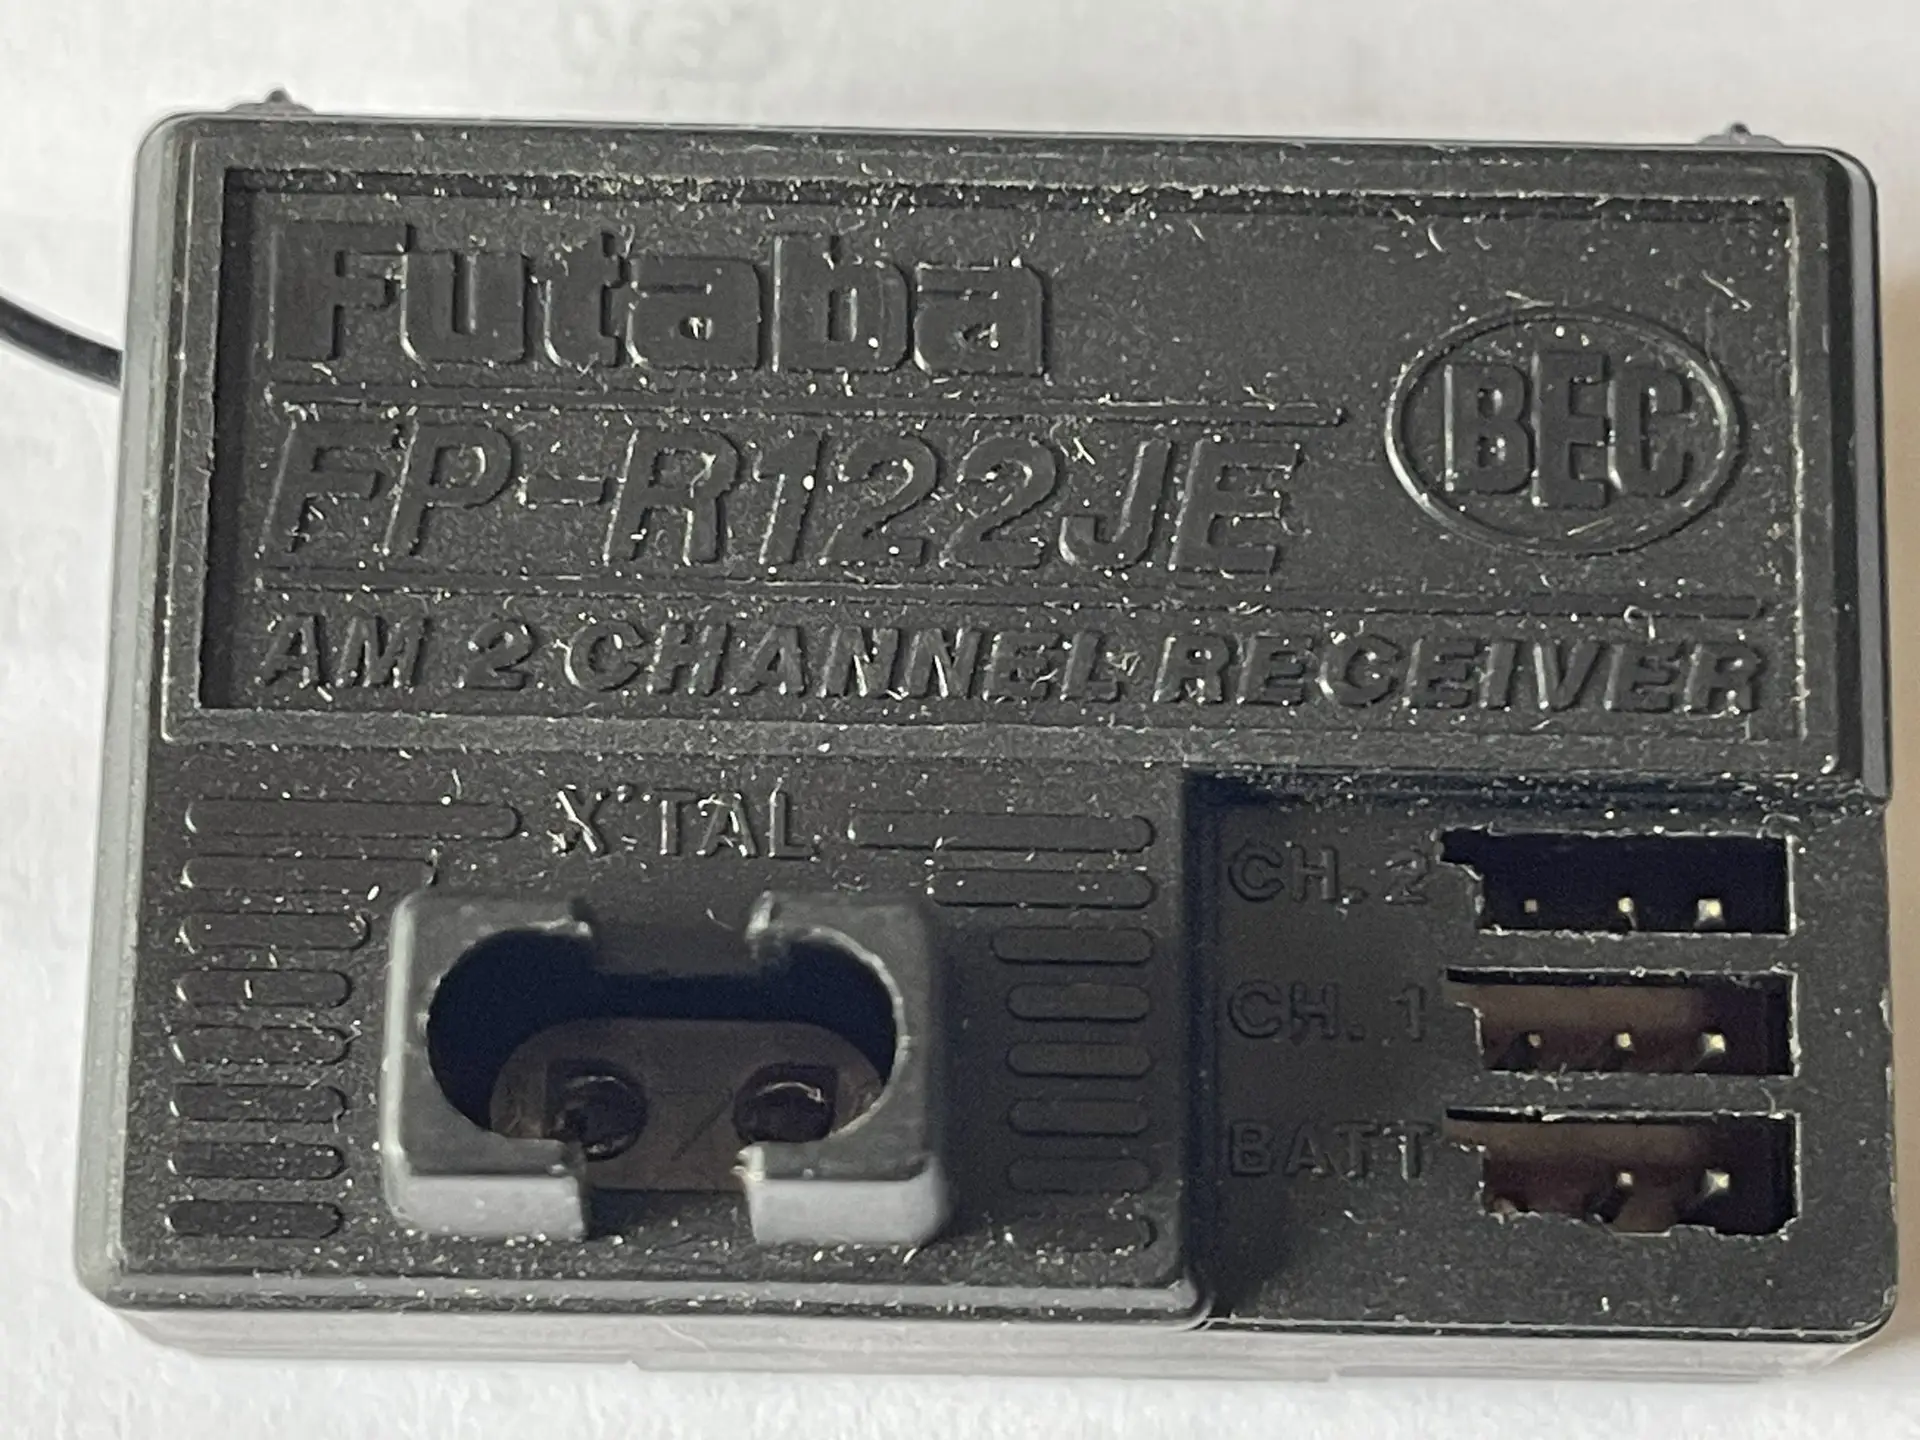 Futaba
BEC
FP-R122JE
AM 2 CHANNEL RECEIVER
X'TAL
CH. 2
CH. 1
BATT